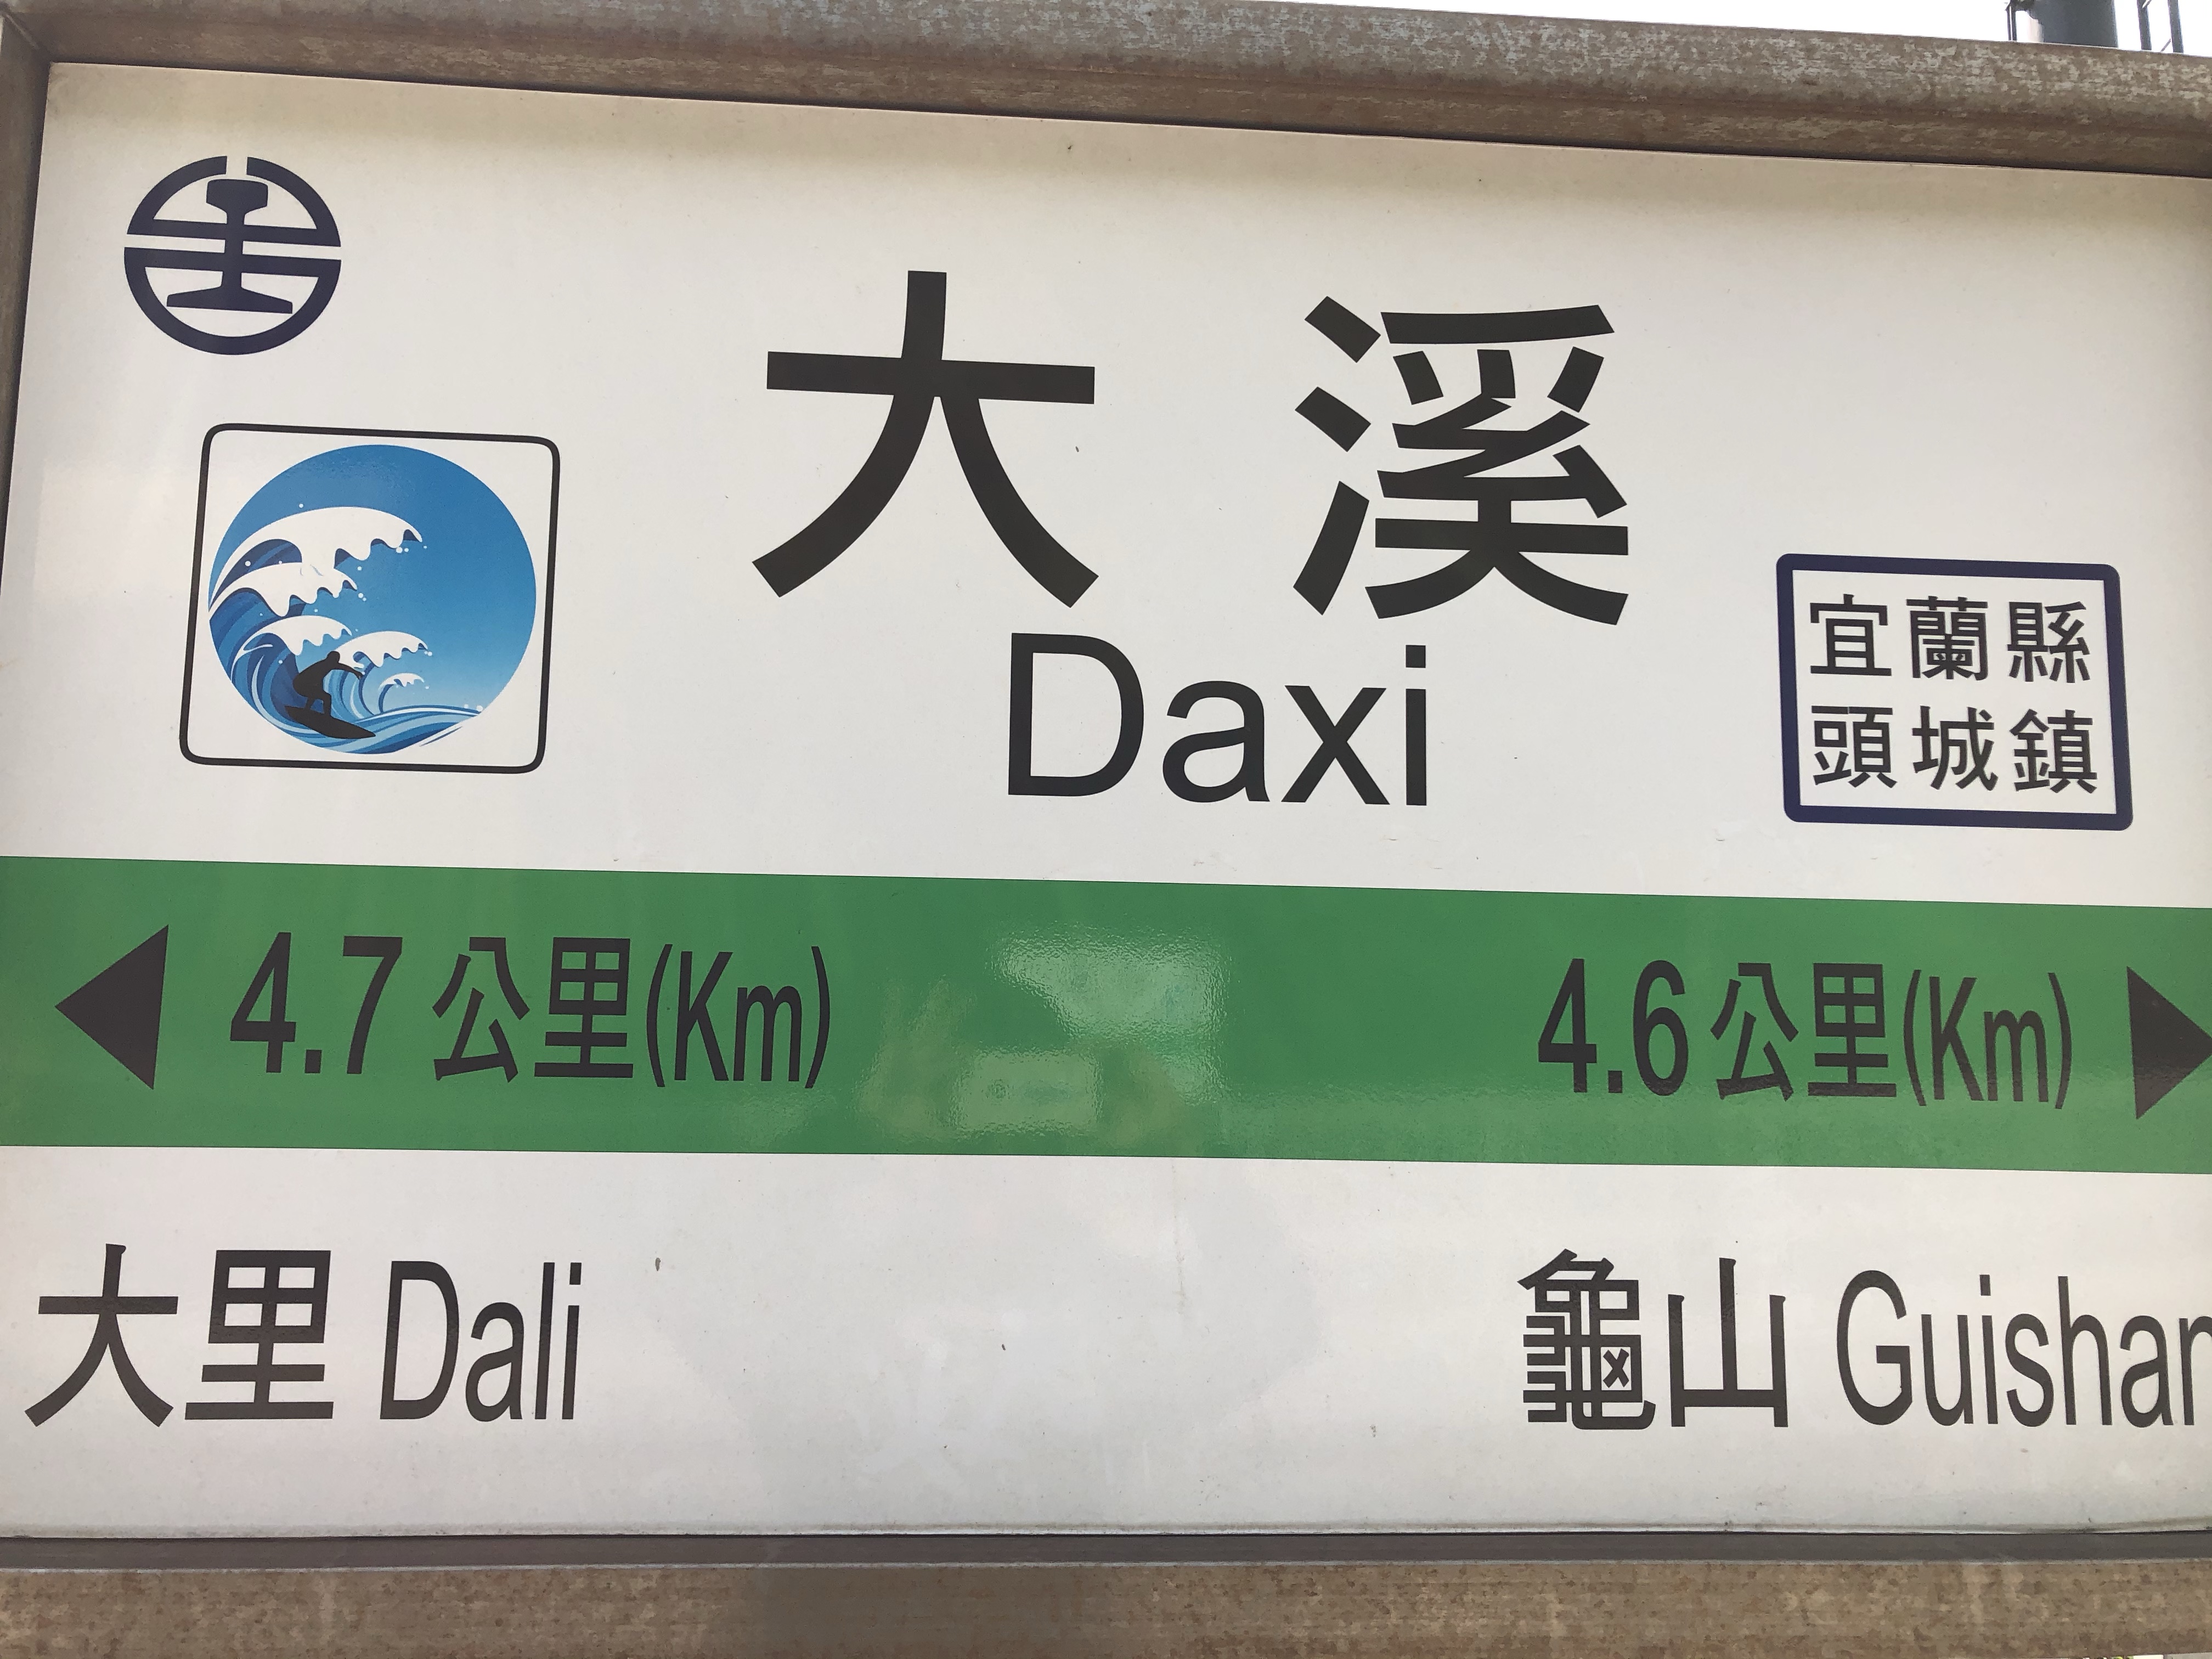 大溪
Daxi
宜蘭縣
頭城鎮
4.7公里(Km)
4.6公里(Km)
大里 Dali
龜山 Guishan